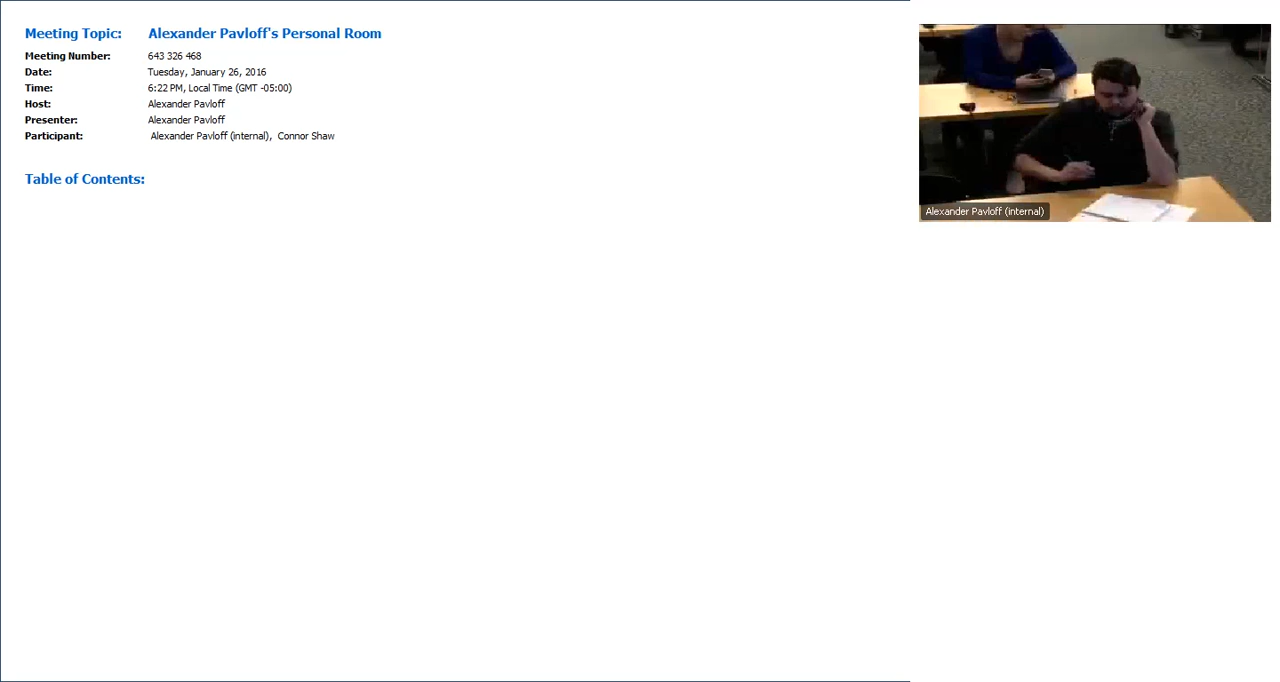 Meeting Topic: Alexander Pavloff's Personal Room
Meeting Number: 643 326 468
Date: Tuesday, January 26, 2016
Time: 6:22 PM, Local Time (GMT -05:00)
Host: Alexander Pavloff
Presenter: Alexander Pavloff
Participant: Alexander Pavloff (internal), Connor Shaw
Table of Contents:
Alexander Pavloff (internal)